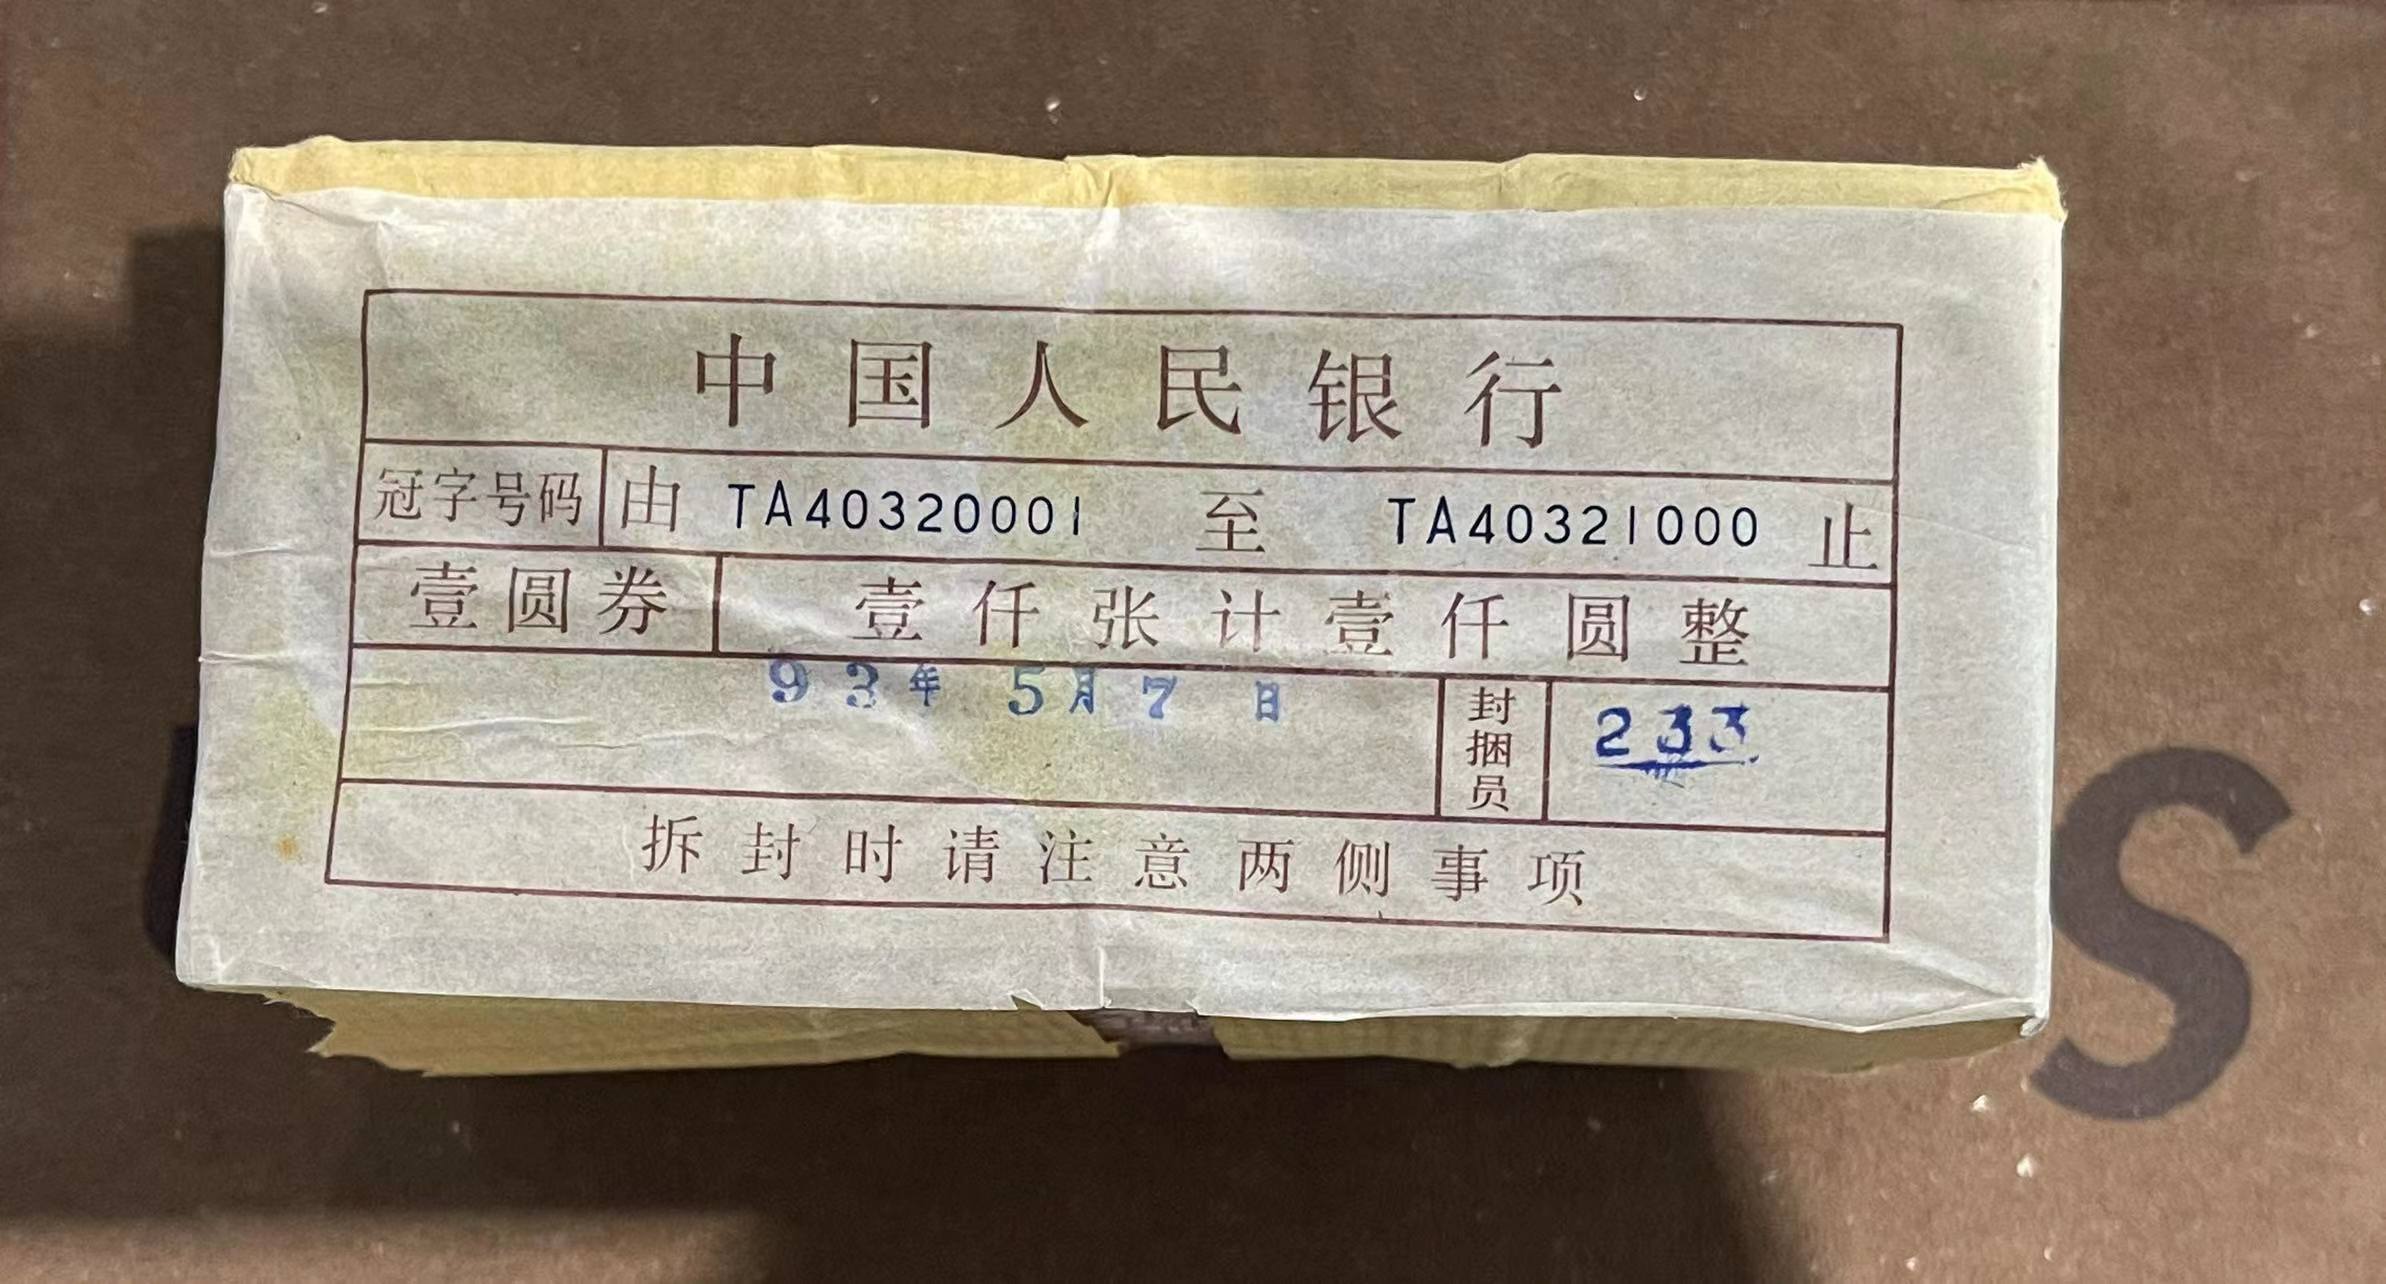 中国人民银行
冠字号码 由 TA40320001 至 TA40321000 止
壹圆券 壹仟张计壹仟圆整
93年 5月 7日 封捆员 233
拆封时请注意两侧事项
S